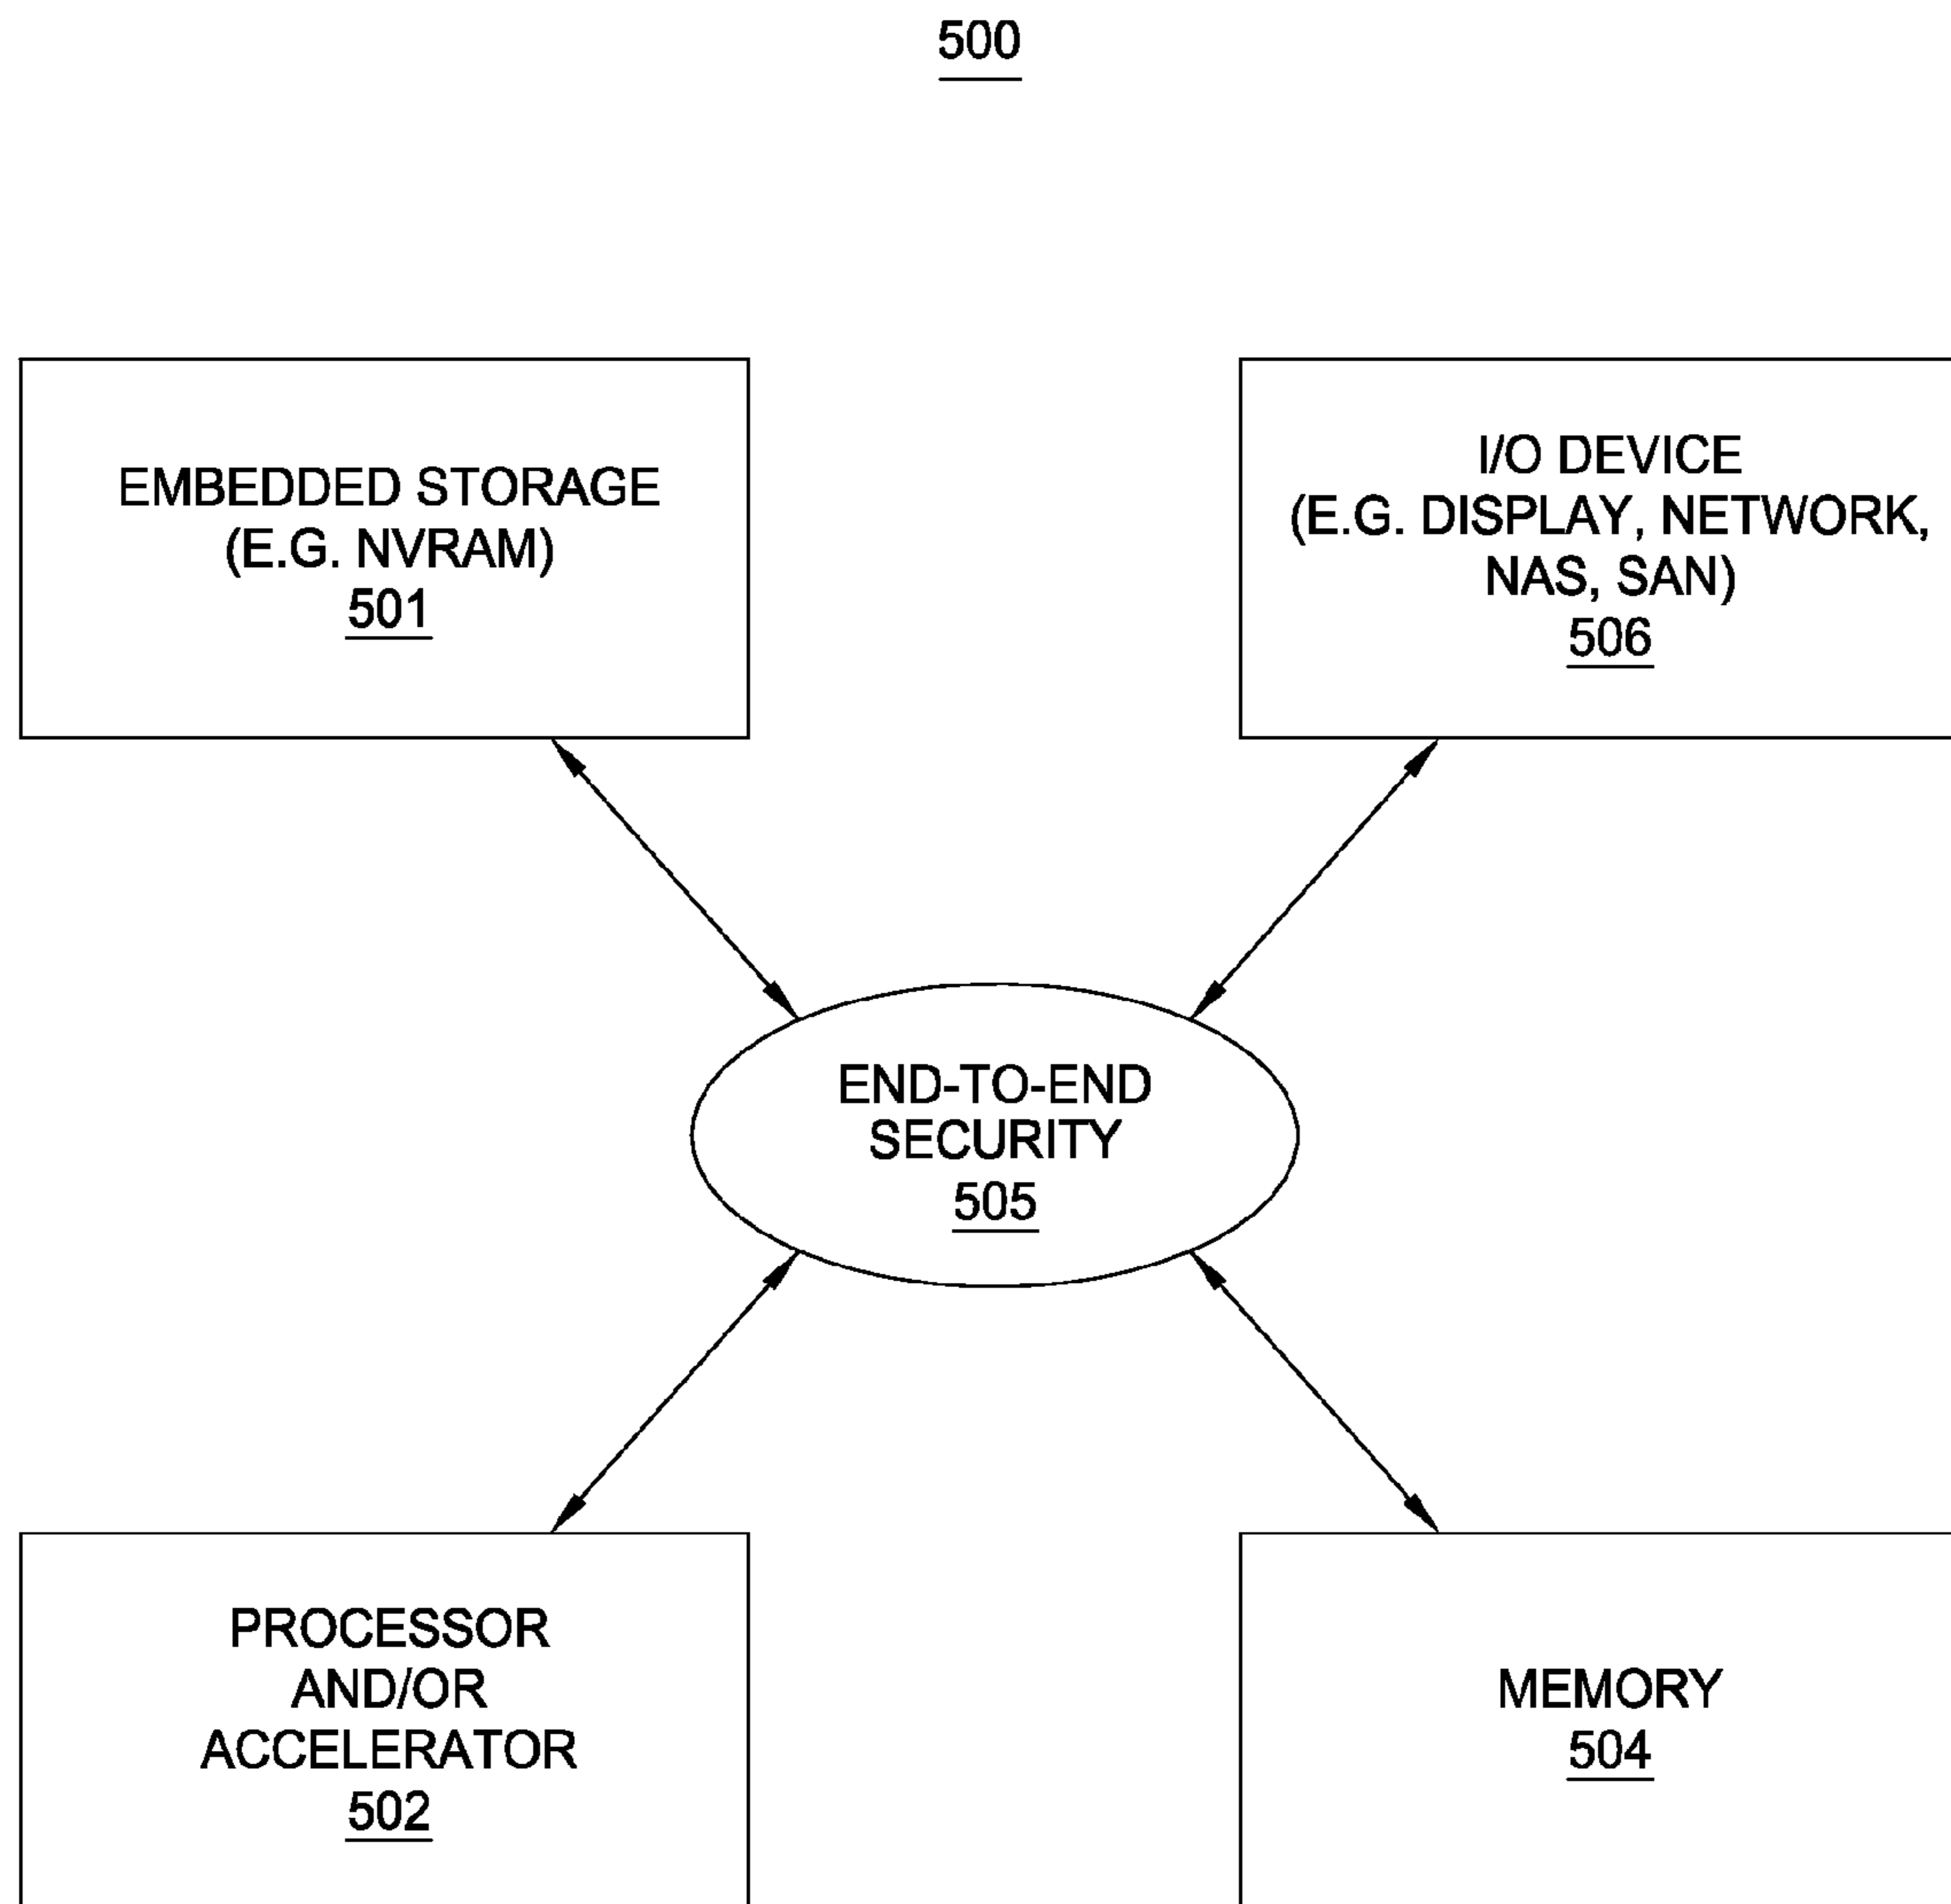 500
EMBEDDED STORAGE
(E.G. NVRAM)
501
I/O DEVICE
(E.G. DISPLAY, NETWORK,
NAS, SAN)
506
END-TO-END
SECURITY
505
PROCESSOR
AND/OR
ACCELERATOR
502
MEMORY
504